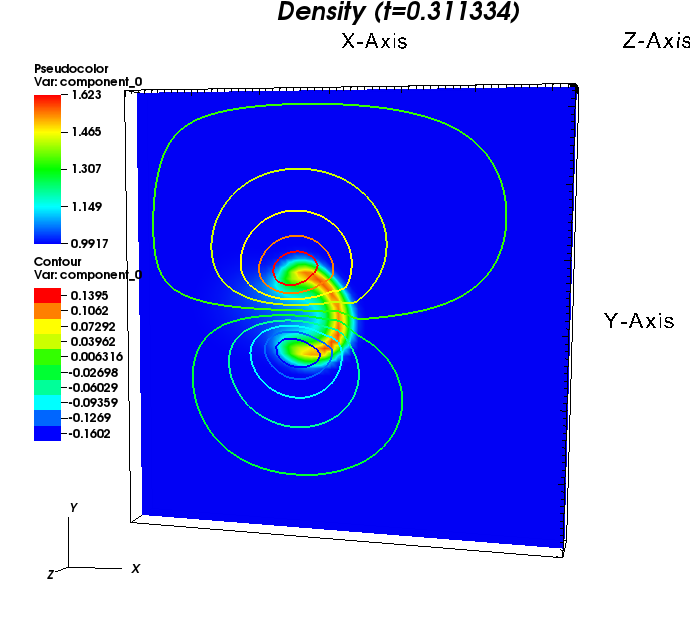 Density (t=0.311334)
X-Axis
Z-Axis
Pseudocolor
Var: component_0
1.623
1.465
1.307
1.149
0.9917
Contour
Var: component_0
0.1395
0.1062
0.07292
0.03962
0.006316
-0.02698
-0.06029
-0.09359
-0.1269
-0.1602
Y-Axis
Y
Z
X